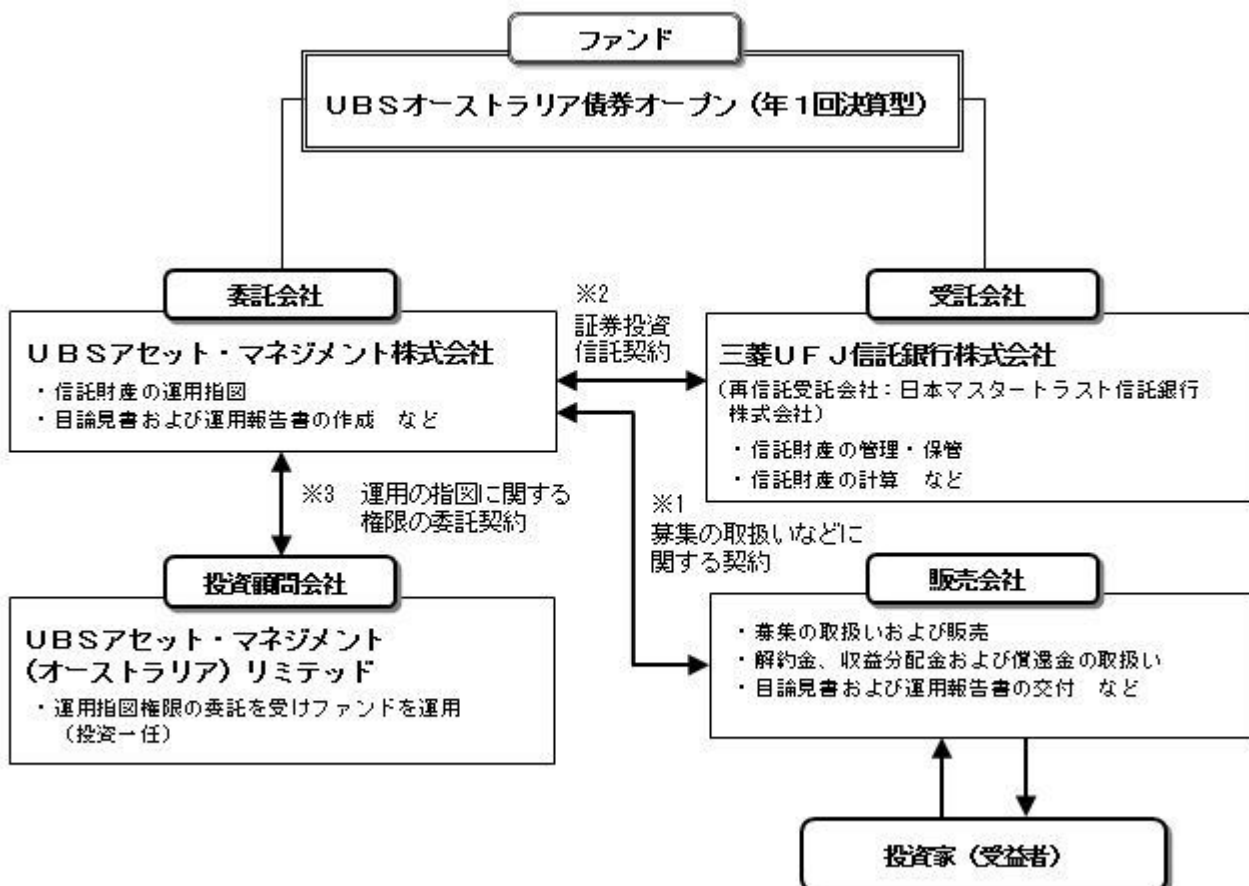 ファンド
UBSオーストラリア債券オープン（年1回決算型）
委託会社
UBSアセット・マネジメント株式会社
・信託財産の運用指図
・目論見書および運用報告書の作成　など
※2
証券投資
信託契約
受託会社
三菱UFJ信託銀行株式会社
（再信託受託会社：日本マスタートラスト信託銀行
株式会社）
・信託財産の管理・保管
・信託財産の計算　など
※3　運用の指図に関する
権限の委託契約
※1
募集の取扱いなどに
関する契約
投資顧問会社
UBSアセット・マネジメント
（オーストラリア）リミテッド
・運用指図権限の委託を受けファンドを運用
（投資一任）
販売会社
・募集の取扱いおよび販売
・解約金、収益分配金および償還金の取扱い
・目論見書および運用報告書の交付　など
投資家（受益者）